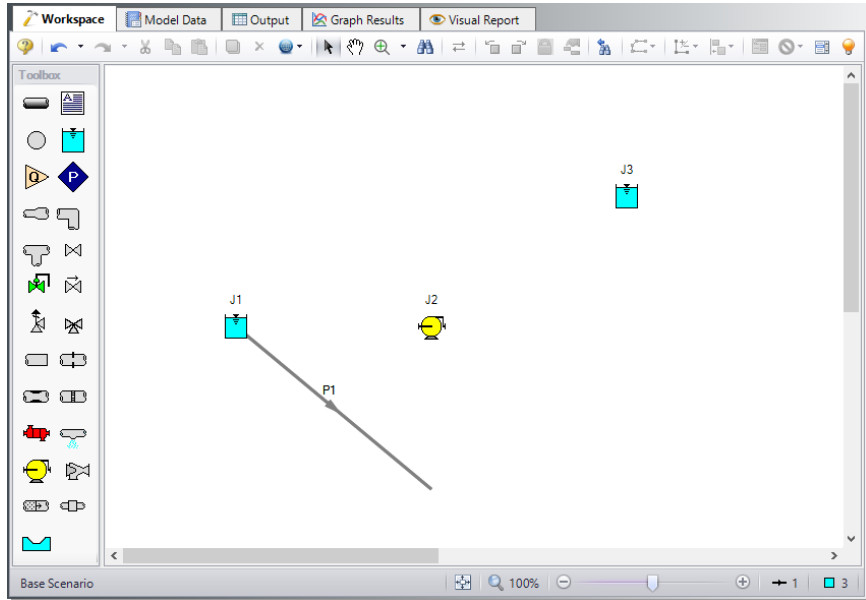 Workspace
Model Data
Output
Graph Results
Visual Report
Toolbox
A
Q
P
J3
J1
J2
P1
Base Scenario
100%
1
3